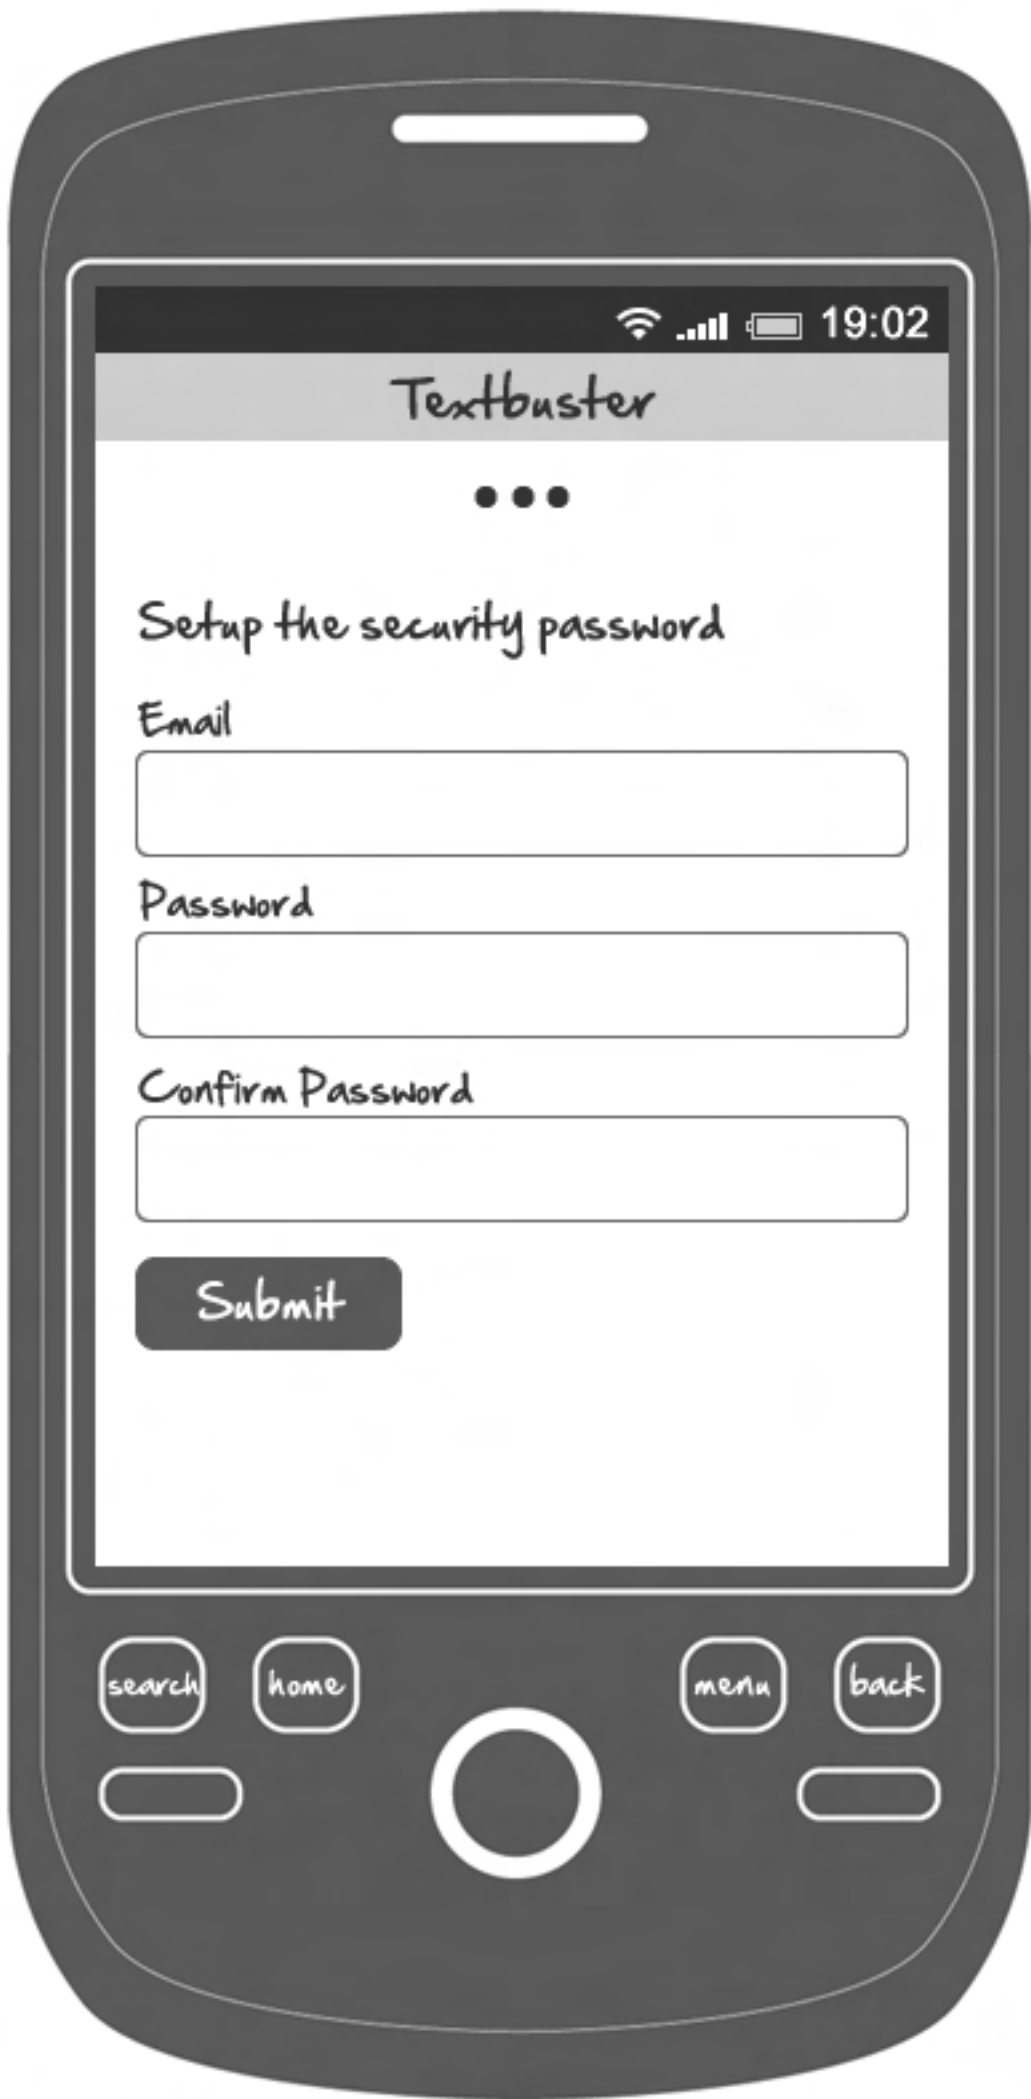 19:02
Textbuster
Setup the security password
Email
Password
Confirm Password
Submit
search home menu back